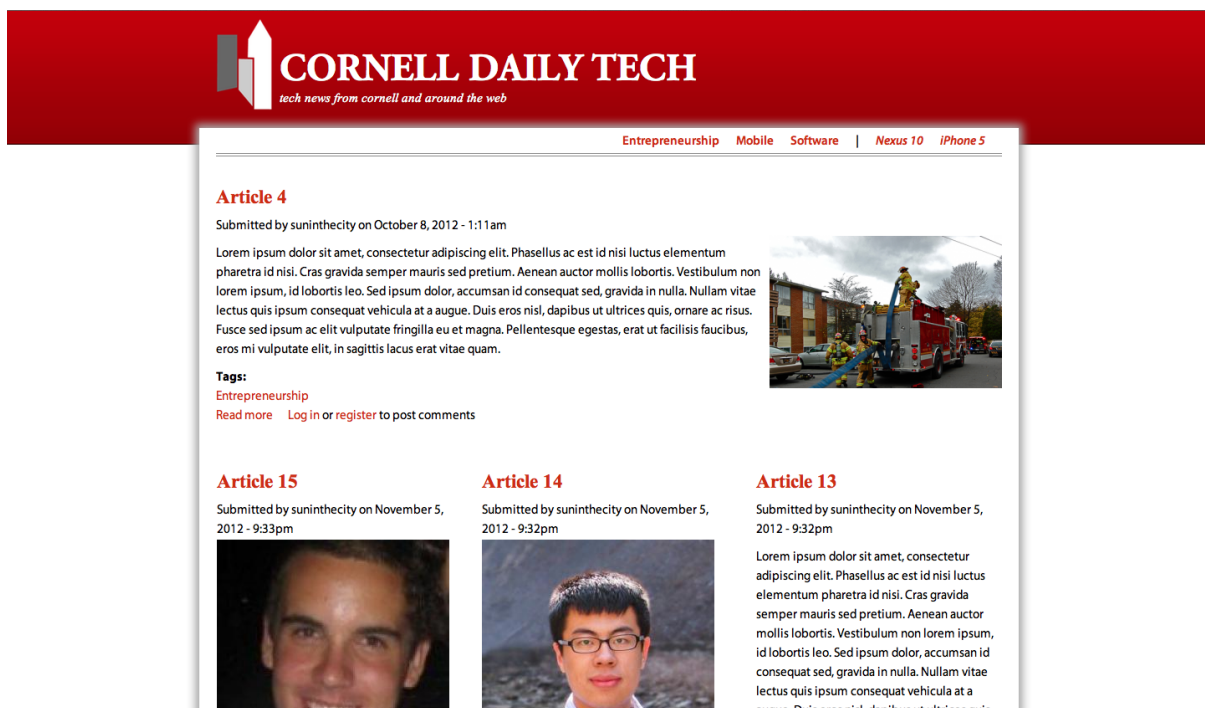 CORNELL DAILY TECH
tech news from cornell and around the web
Entrepreneurship Mobile Software | Nexus 10 iPhone 5
Article 4
Submitted by suninthecity on October 8, 2012 - 1:11am
Lorem ipsum dolor sit amet, consectetur adipiscing elit. Phasellus ac est id nisi luctus elementum
pharetra id nisi. Cras gravida semper mauris sed pretium. Aenean auctor mollis lobortis. Vestibulum non
lorem ipsum, id lobortis leo. Sed ipsum dolor, accumsan id consequat sed, gravida in nulla. Nullam vitae
lectus quis ipsum consequat vehicula at a augue. Duis eros nisl, dapibus ut ultrices quis, ornare ac risus.
Fusce sed ipsum ac elit vulputate fringilla eu et magna. Pellentesque egestas, erat ut facilisis faucibus,
eros mi vulputate elit, in sagittis lacus erat vitae quam.
Tags:
Entrepreneurship
Read more Log in or register to post comments
Article 15
Submitted by suninthecity on November 5,
2012 - 9:33pm
Article 14
Submitted by suninthecity on November 5,
2012 - 9:32pm
Article 13
Submitted by suninthecity on November 5,
2012 - 9:32pm
Lorem ipsum dolor sit amet, consectetur
adipiscing elit. Phasellus ac est id nisi luctus
elementum pharetra id nisi. Cras gravida
semper mauris sed pretium. Aenean auctor
mollis lobortis. Vestibulum non lorem ipsum,
id lobortis leo. Sed ipsum dolor, accumsan id
consequat sed, gravida in nulla. Nullam vitae
lectus quis ipsum consequat vehicula at a